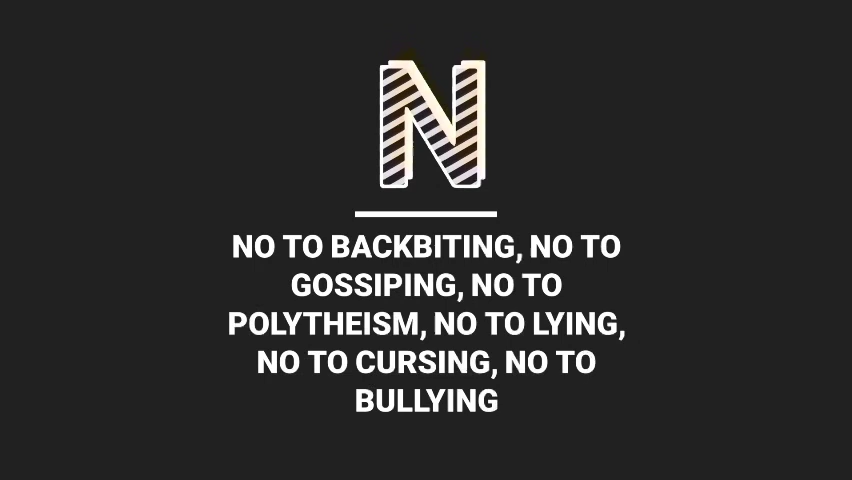 N
NO TO BACKBITING, NO TO
GOSSIPING, NO TO
POLYTHEISM, NO TO LYING,
NO TO CURSING, NO TO
BULLYING